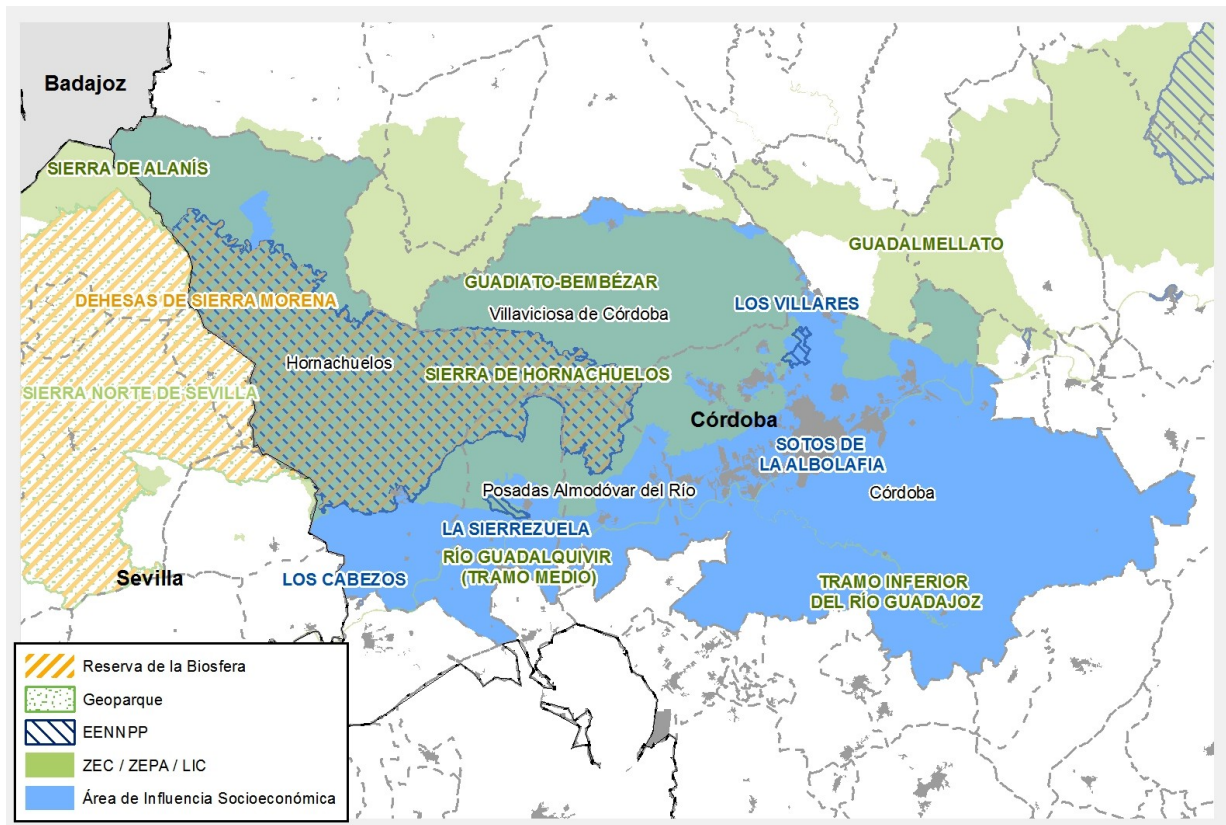 Badajoz
SIERRA DE ALANÍS
GUADALMELLATO
GUADIATO-BEMBÉZAR
DEHESAS DE SIERRA MORENA
LOS VILLARES
Villaviciosa de Córdoba
Hornachuelos
SIERRA DE HORNACHUELOS
SIERRA NORTE DE SEVILLA
Córdoba
SOTOS DE
LA ALBOLAFIA
Posadas Almodóvar del Río
Córdoba
LA SIERREZUELA
RÍO GUADALQUIVIR
(TRAMO MEDIO)
Sevilla
LOS CABEZOS
TRAMO INFERIOR
DEL RÍO GUADAJOZ
Reserva de la Biosfera
Geoparque
EENNPP
ZEC / ZEPA / LIC
Área de Influencia Socioeconómica